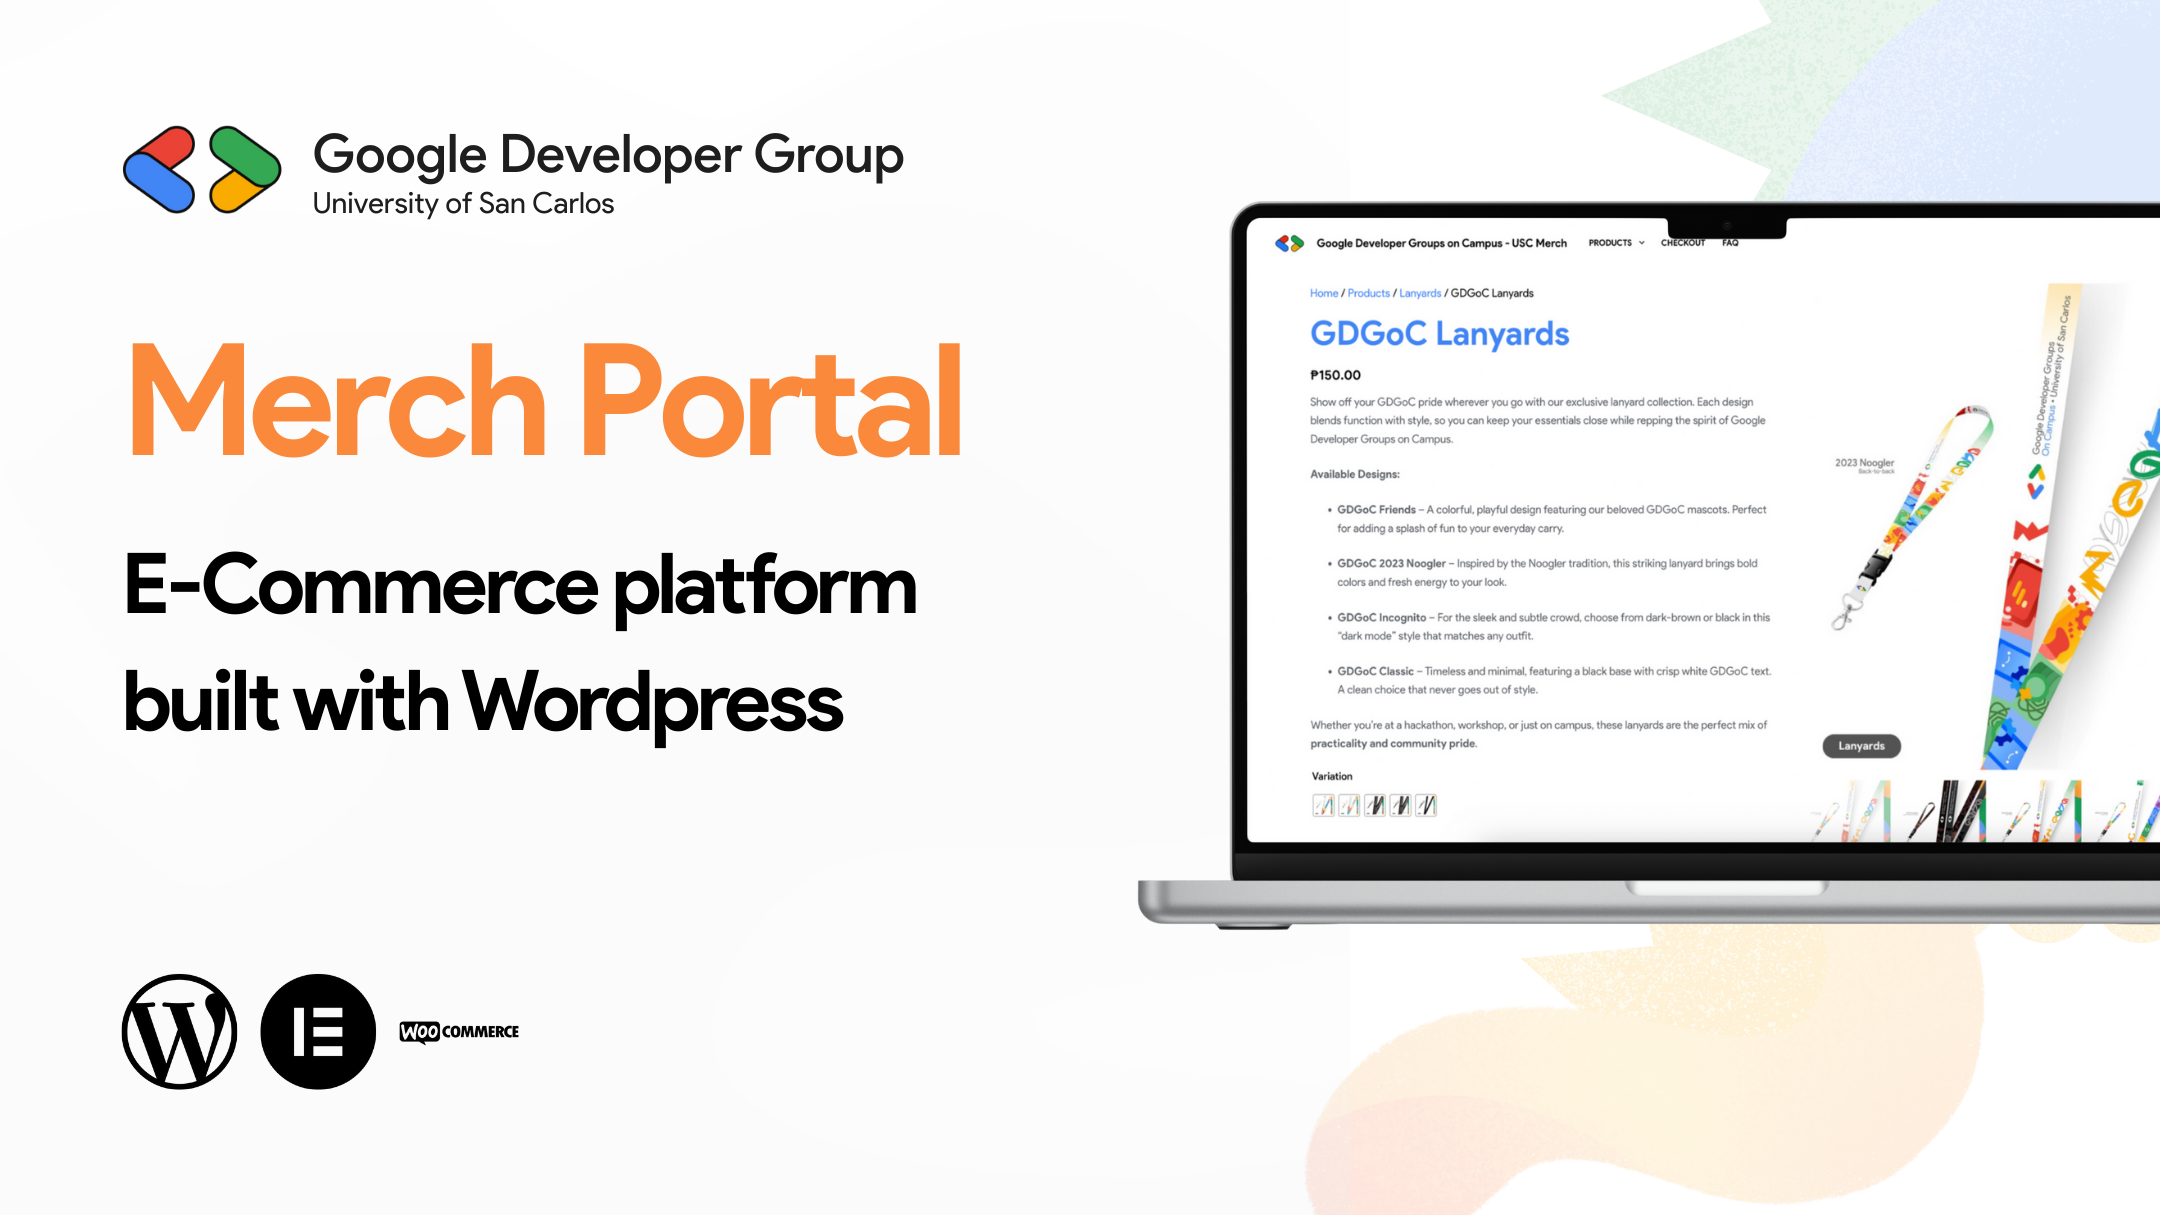 Google Developer Group
University of San Carlos
Merch Portal
E-Commerce platform
built with Wordpress
WOO COMMERCE
Google Developer Groups on Campus - USC Merch PRODUCTS CHECKOUT FAQ
Home / Products / Lanyards / GDGoC Lanyards
GDGoC Lanyards
₱150.00
Show off your GDGoC pride wherever you go with our exclusive lanyard collection. Each design
blends function with style, so you can keep your essentials close while repping the spirit of Google
Developer Groups on Campus.
Available Designs:
• GDGoC Friends – A colorful, playful design featuring our beloved GDGoC mascots. Perfect
for adding a splash of fun to your everyday carry.
• GDGoC 2023 Noogler – Inspired by the Noogler tradition, this striking lanyard brings bold
colors and fresh energy to your look.
• GDGoC Incognito – For the sleek and subtle crowd, choose from dark-brown or black in this
“dark mode” style that matches any outfit.
• GDGoC Classic – Timeless and minimal, featuring a black base with crisp white GDGoC text.
A clean choice that never goes out of style.
Whether you're at a hackathon, workshop, or just on campus, these lanyards are the perfect mix of
practicality and community pride.
Variation
2023 Noogler
Back-to-back
Google Developer Groups
On Campus • University of San Carlos
Lanyards